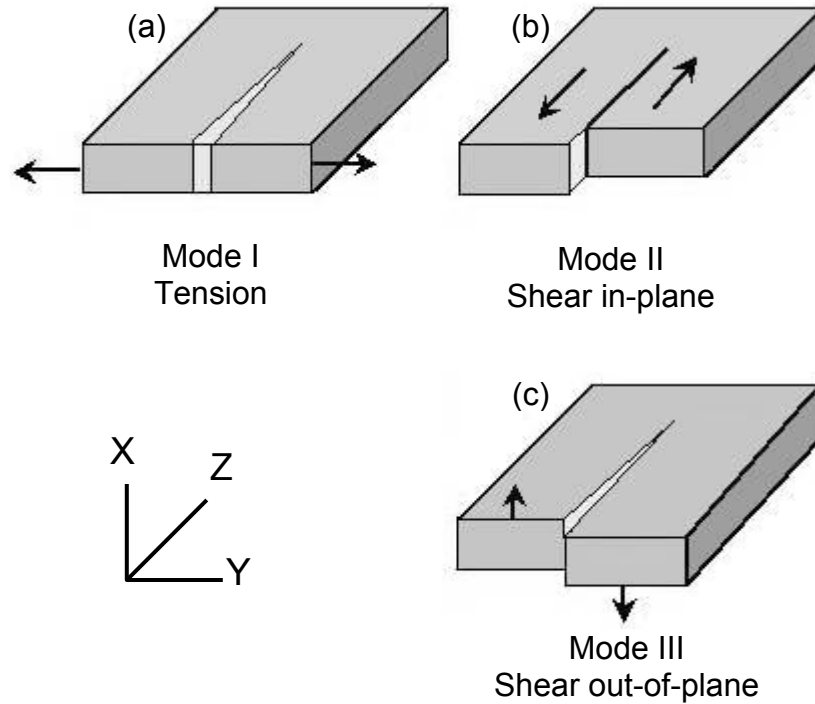 (a)
(b)
Mode I
Tension
Mode II
Shear in-plane
(c)
X
Z
Y
Mode III
Shear out-of-plane